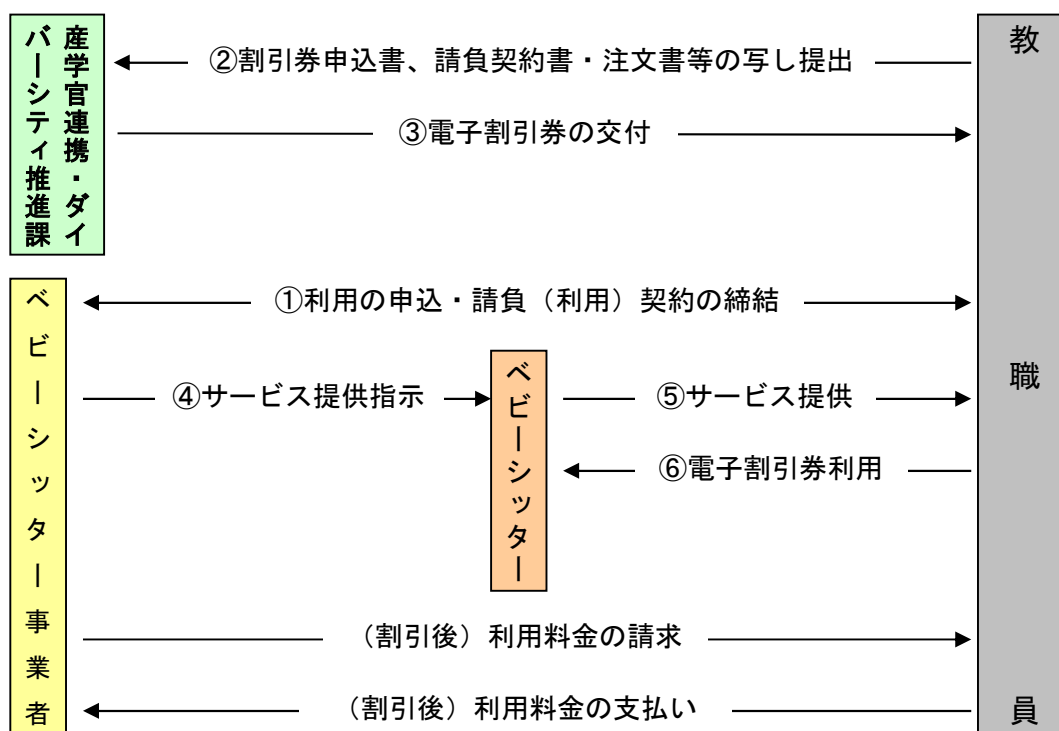 産学官連携・ダイ
バーシティ推進課
教職員
②割引券申込書、請負契約書・注文書等の写し提出
③電子割引券の交付
ベビーシッター事業者
①利用の申込・請負（利用）契約の締結
④サービス提供指示
ベビーシッター
⑤サービス提供
⑥電子割引券利用
（割引後）利用料金の請求
（割引後）利用料金の支払い